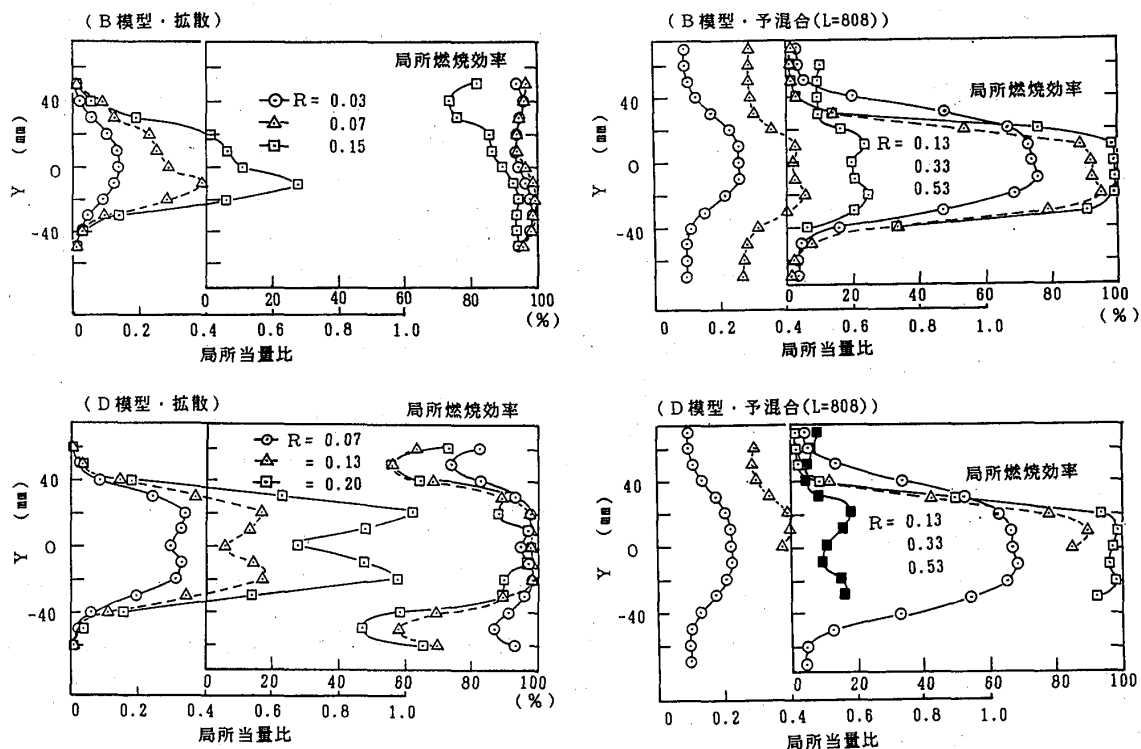 (B模型・拡散)
局所燃焼効率
R= 0.03
0.07
0.15
Y (mm)
40
0
-40
0 20 40 60 80 100
(%)
0 0.2 0.4 0.6 0.8 1.0
局所当量比
(B模型・予混合(L=808))
局所燃焼効率
R = 0.13
0.33
0.53
Y (mm)
40
0
-40
0 20 40 60 80 100
(%)
0 0.2 0.4 0.6 0.8 1.0
局所当量比
(D模型・拡散)
局所燃焼効率
R= 0.07
= 0.13
= 0.20
Y (mm)
40
0
-40
0 20 40 60 80 100
(%)
0 0.2 0.4 0.6 0.8 1.0
局所当量比
(D模型・予混合(L=808))
局所燃焼効率
R = 0.13
0.33
0.53
Y (mm)
40
0
-40
0 20 40 60 80 100
0 0.2 0.4 0.6 0.8 1.0
局所当量比